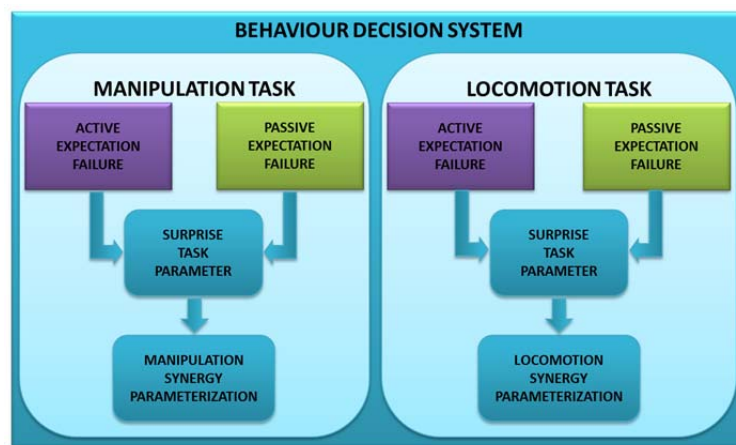 BEHAVIOUR DECISION SYSTEM
MANIPULATION TASK
ACTIVE
EXPECTATION
FAILURE
PASSIVE
EXPECTATION
FAILURE
SURPRISE
TASK
PARAMETER
MANIPULATION
SYNERGY
PARAMETERIZATION
LOCOMOTION TASK
ACTIVE
EXPECTATION
FAILURE
PASSIVE
EXPECTATION
FAILURE
SURPRISE
TASK
PARAMETER
LOCOMOTION
SYNERGY
PARAMETERIZATION